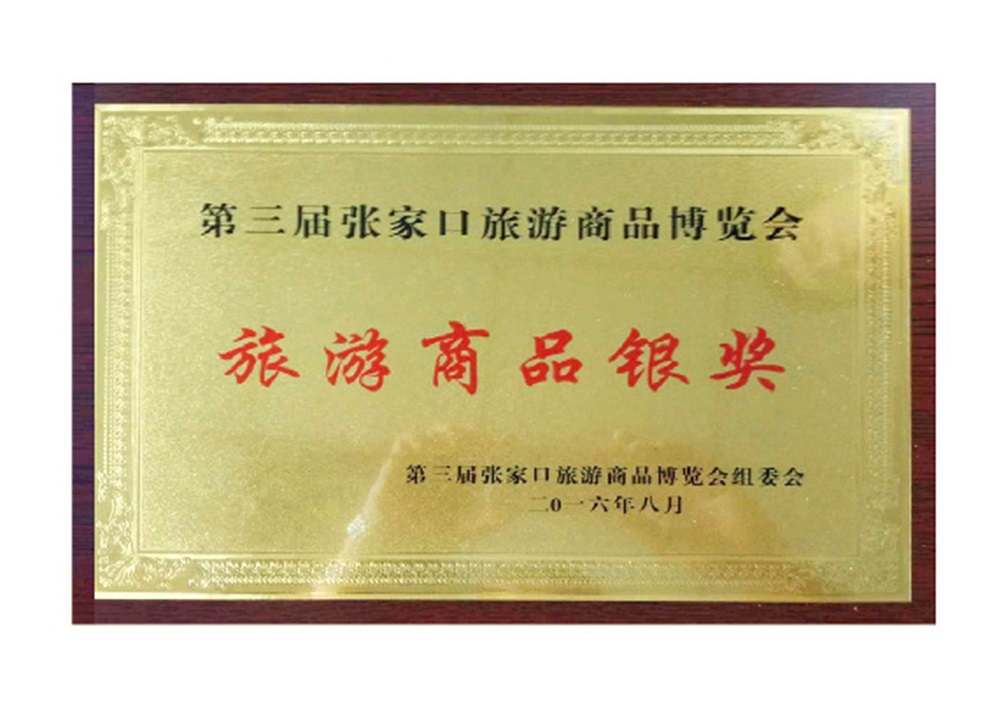 第三届张家口旅游商品博览会
旅游商品银奖
第三届张家口旅游商品博览会组委会
二0一六年八月